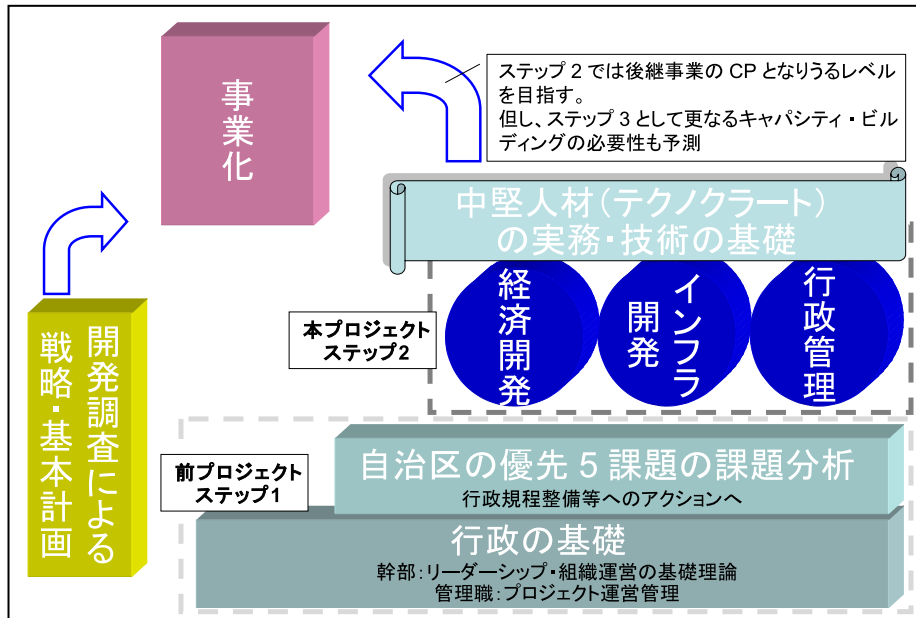 事業化
ステップ 2 では後継事業の CP となりうるレベル
を目指す。
但し、ステップ 3 として更なるキャパシティ・ビル
ディングの必要性も予測
中堅人材(テクノクラート)
の実務・技術の基礎
経済開発
インフラ
開発
行政管理
本プロジェクト
ステップ2
開発調査による
戦略・基本計画
前プロジェクト
ステップ1
自治区の優先 5 課題の課題分析
行政規程整備等へのアクションへ
行政の基礎
幹部:リーダーシップ・組織運営の基礎理論
管理職:プロジェクト運営管理